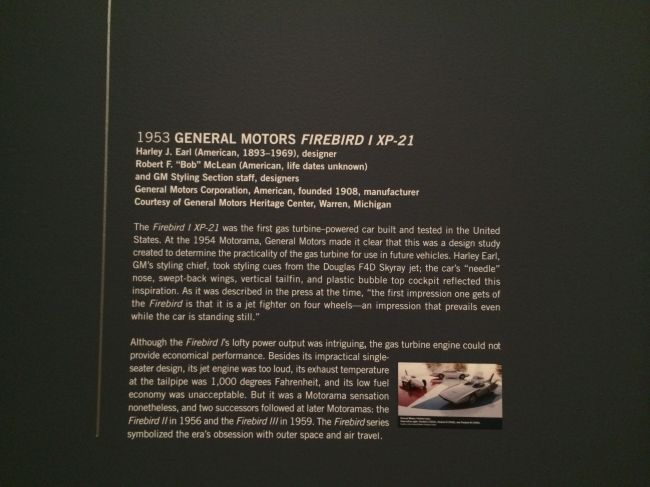 1953 GENERAL MOTORS FIREBIRD I XP-21
Harley J. Earl (American, 1893–1969), designer
Robert F. “Bob” McLean (American, life dates unknown)
and GM Styling Section staff, designers
General Motors Corporation, American, founded 1908, manufacturer
Courtesy of General Motors Heritage Center, Warren, Michigan
The Firebird I XP-21 was the first gas turbine–powered car built and tested in the United
States. At the 1954 Motorama, General Motors made it clear that this was a design study
created to determine the practicality of the gas turbine for use in future vehicles. Harley Earl,
GM’s styling chief, took styling cues from the Douglas F4D Skyray jet; the car’s “needle”
nose, swept-back wings, vertical tailfin, and plastic bubble top cockpit reflected this
inspiration. As it was described in the press at the time, “the first impression one gets of
the Firebird is that it is a jet fighter on four wheels—an impression that prevails even
while the car is standing still.”
Although the Firebird I’s lofty power output was intriguing, the gas turbine engine could not
provide economical performance. Besides its impractical single-
seater design, its jet engine was too loud, its exhaust temperature
at the tailpipe was 1,000 degrees Fahrenheit, and its low fuel
economy was unacceptable. But it was a Motorama sensation
nonetheless, and two successors followed at later Motoramas: the
Firebird II in 1956 and the Firebird III in 1959. The Firebird series
symbolized the era’s obsession with outer space and air travel.